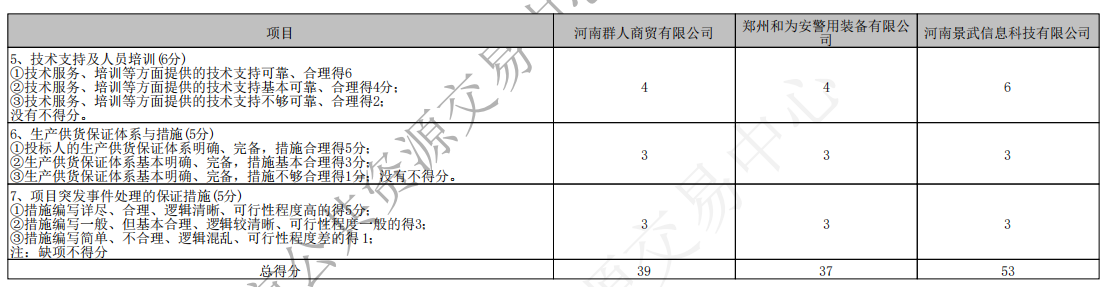 项目
河南群人商贸有限公司
郑州和为安警用装备有限公
司
河南景武信息科技有限公司
5、技术支持及人员培训(6分)
①技术服务、培训等方面提供的技术支持可靠、合理得6
②技术服务、培训等方面提供的技术支持基本可靠、合理得4分;
③技术服务、培训等方面提供的技术支持不够可靠、合理得2;
没有不得分。
4
4
6
6、生产供货保证体系与措施(5分)
①投标人的生产供货保证体系明确、完备，措施合理得5分;
②生产供货保证体系基本明确、完备，措施基本合理得3分;
③生产供货保证体系基本明确、完备，措施不够合理得1分; 没有不得分。
3
3
3
7、项目突发事件处理的保证措施(5分)
①措施编写详尽、合理、逻辑清晰、可行性程度高的得5分;
②措施编写一般、但基本合理、逻辑较清晰、可行性程度一般的得3;
③措施编写简单、不合理、逻辑混乱、可行性程度差的得 1;
注: 缺项不得分
3
3
3
总得分
39
37
53
公共资源交易中心
源交易中心